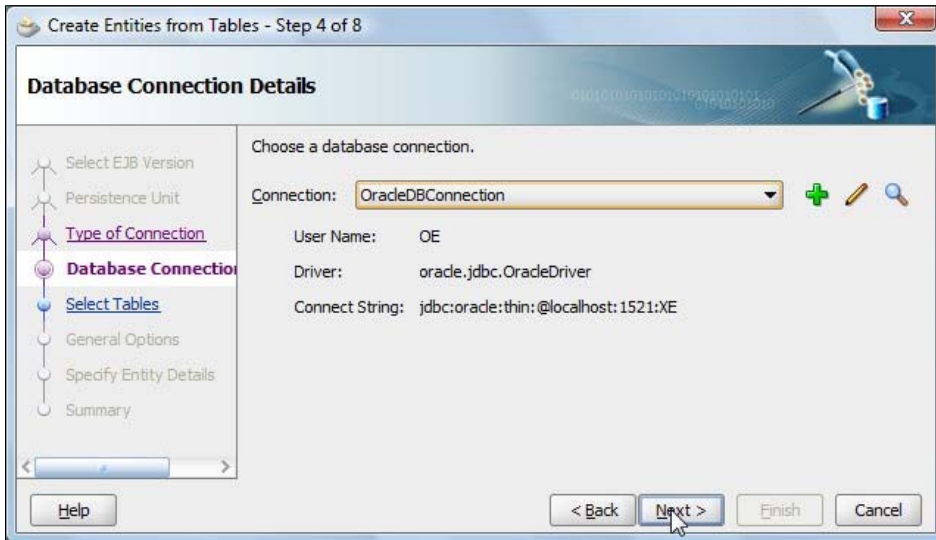 Create Entities from Tables - Step 4 of 8
Database Connection Details
Select EJB Version
Persistence Unit
Type of Connection
Database Connection
Select Tables
General Options
Specify Entity Details
Summary
Choose a database connection.
Connection: OracleDBConnection
User Name: OE
Driver: oracle.jdbc.OracleDriver
Connect String: jdbc:oracle:thin:@localhost:1521:XE
Help < Back Next > Finish Cancel